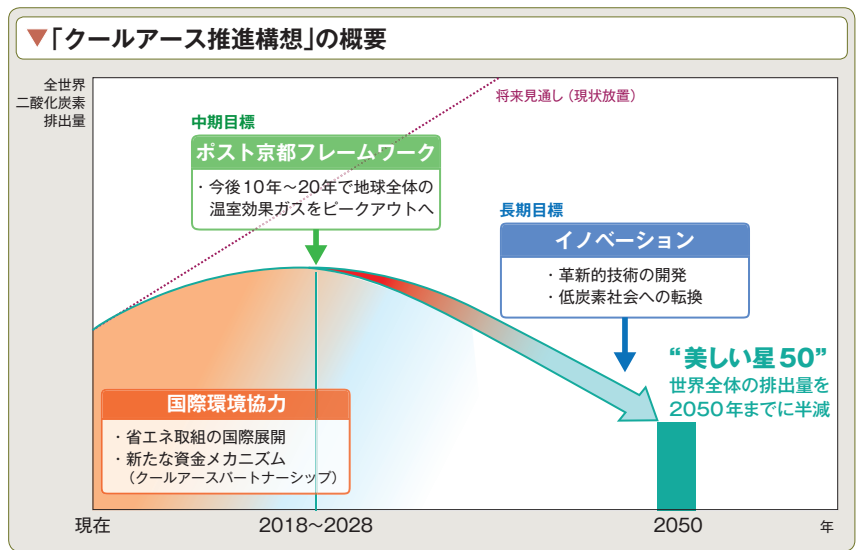 ▼「クールアース推進構想」の概要
全世界
二酸化炭素
排出量
将来見通し（現状放置）
中期目標
ポスト京都フレームワーク
・今後10年～20年で地球全体の
温室効果ガスをピークアウトへ
長期目標
イノベーション
・革新的技術の開発
・低炭素社会への転換
“美しい星50”
世界全体の排出量を
2050年までに半減
国際環境協力
・省エネ取組の国際展開
・新たな資金メカニズム
（クールアースパートナーシップ）
現在
2018～2028
2050
年